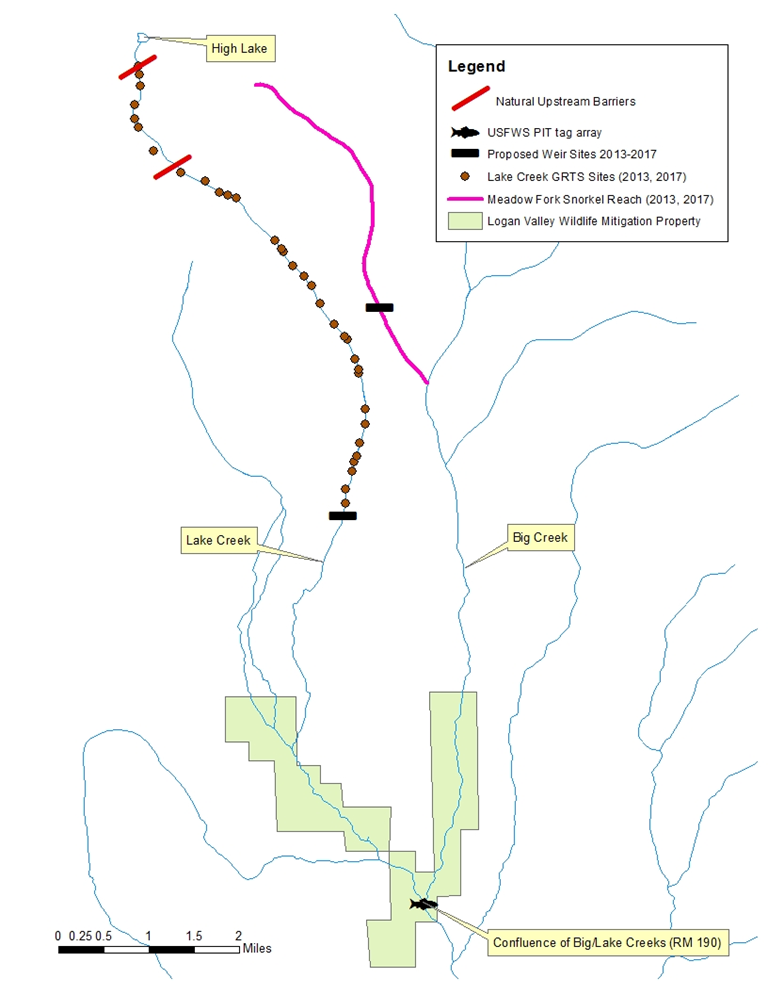 High Lake
Legend
Natural Upstream Barriers
USFWS PIT tag array
Proposed Weir Sites 2013-2017
Lake Creek GRTS Sites (2013, 2017)
Meadow Fork Snorkel Reach (2013, 2017)
Logan Valley Wildlife Mitigation Property
Lake Creek
Big Creek
Confluence of Big/Lake Creeks (RM 190)
0 0.25 0.5 1 1.5 2
Miles